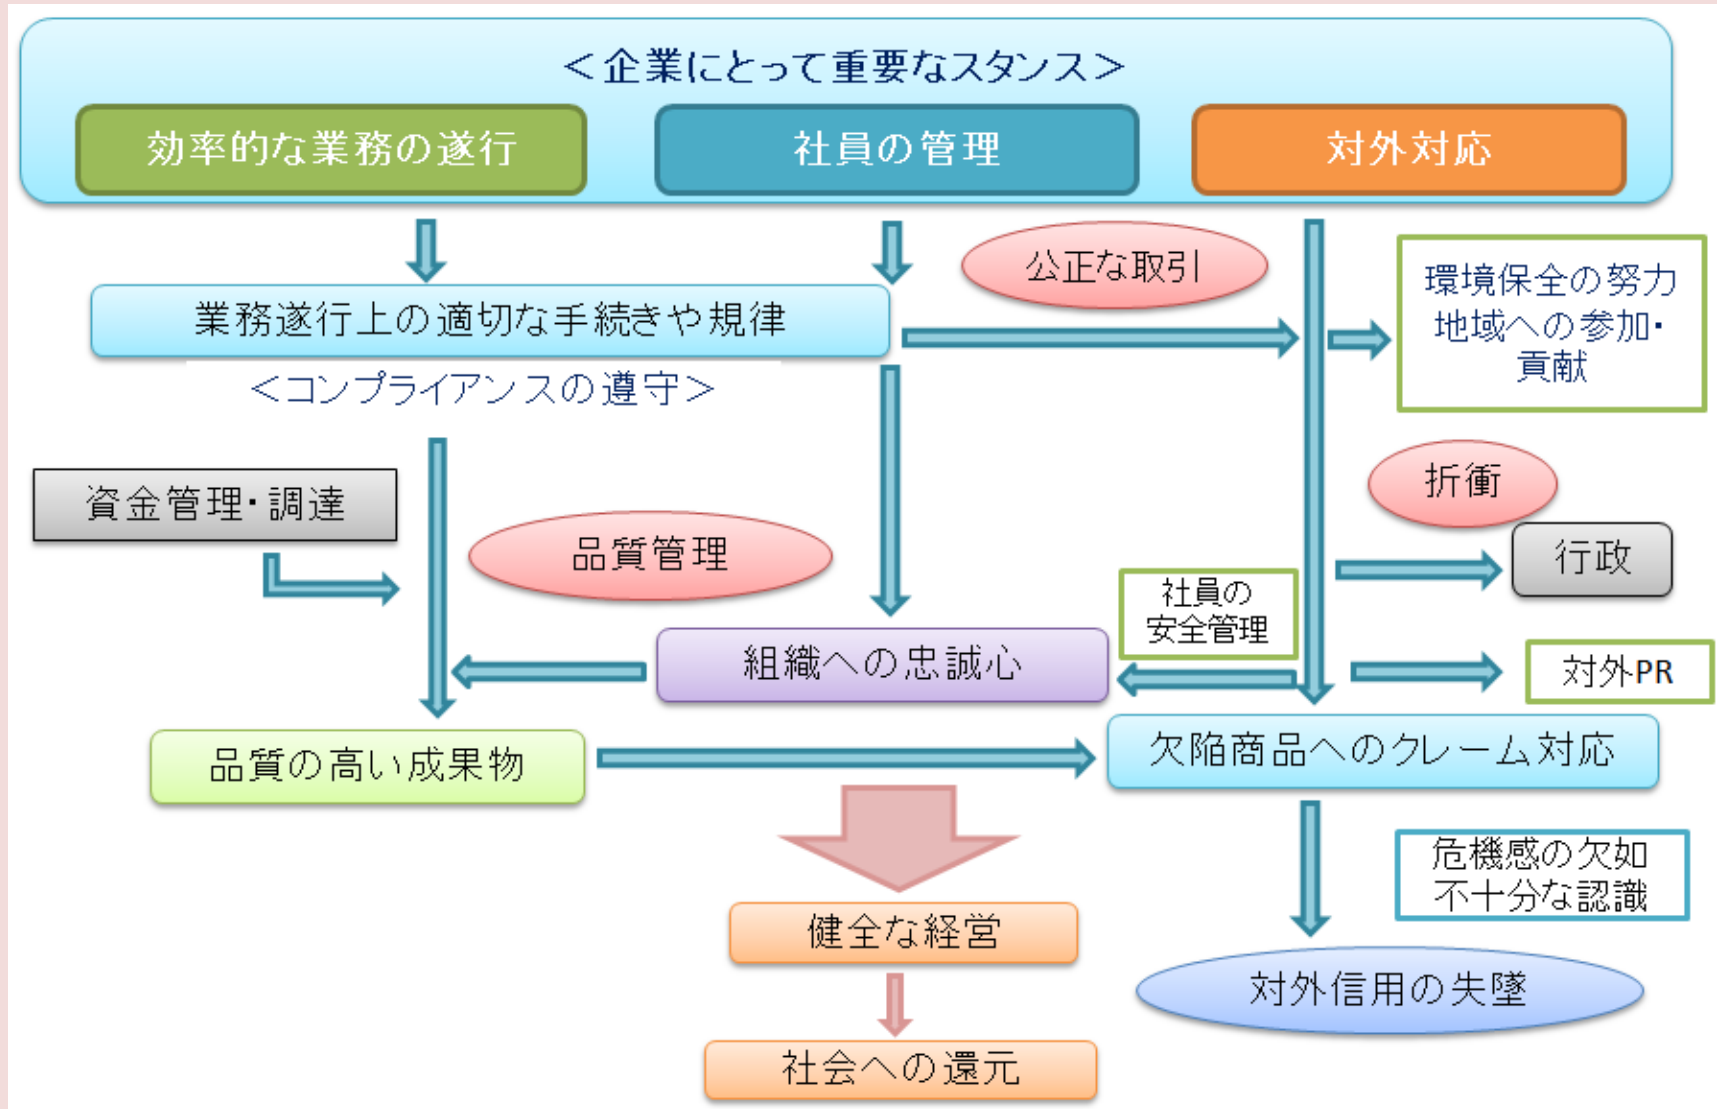 ＜企業にとって重要なスタンス＞
効率的な業務の遂行
社員の管理
対外対応
公正な取引
業務遂行上の適切な手続きや規律
＜コンプライアンスの遵守＞
環境保全の努力
地域への参加・
貢献
資金管理・調達
品質管理
折衝
行政
社員の
安全管理
組織への忠誠心
対外PR
品質の高い成果物
欠陥商品へのクレーム対応
危機感の欠如
不十分な認識
健全な経営
対外信用の失墜
社会への還元